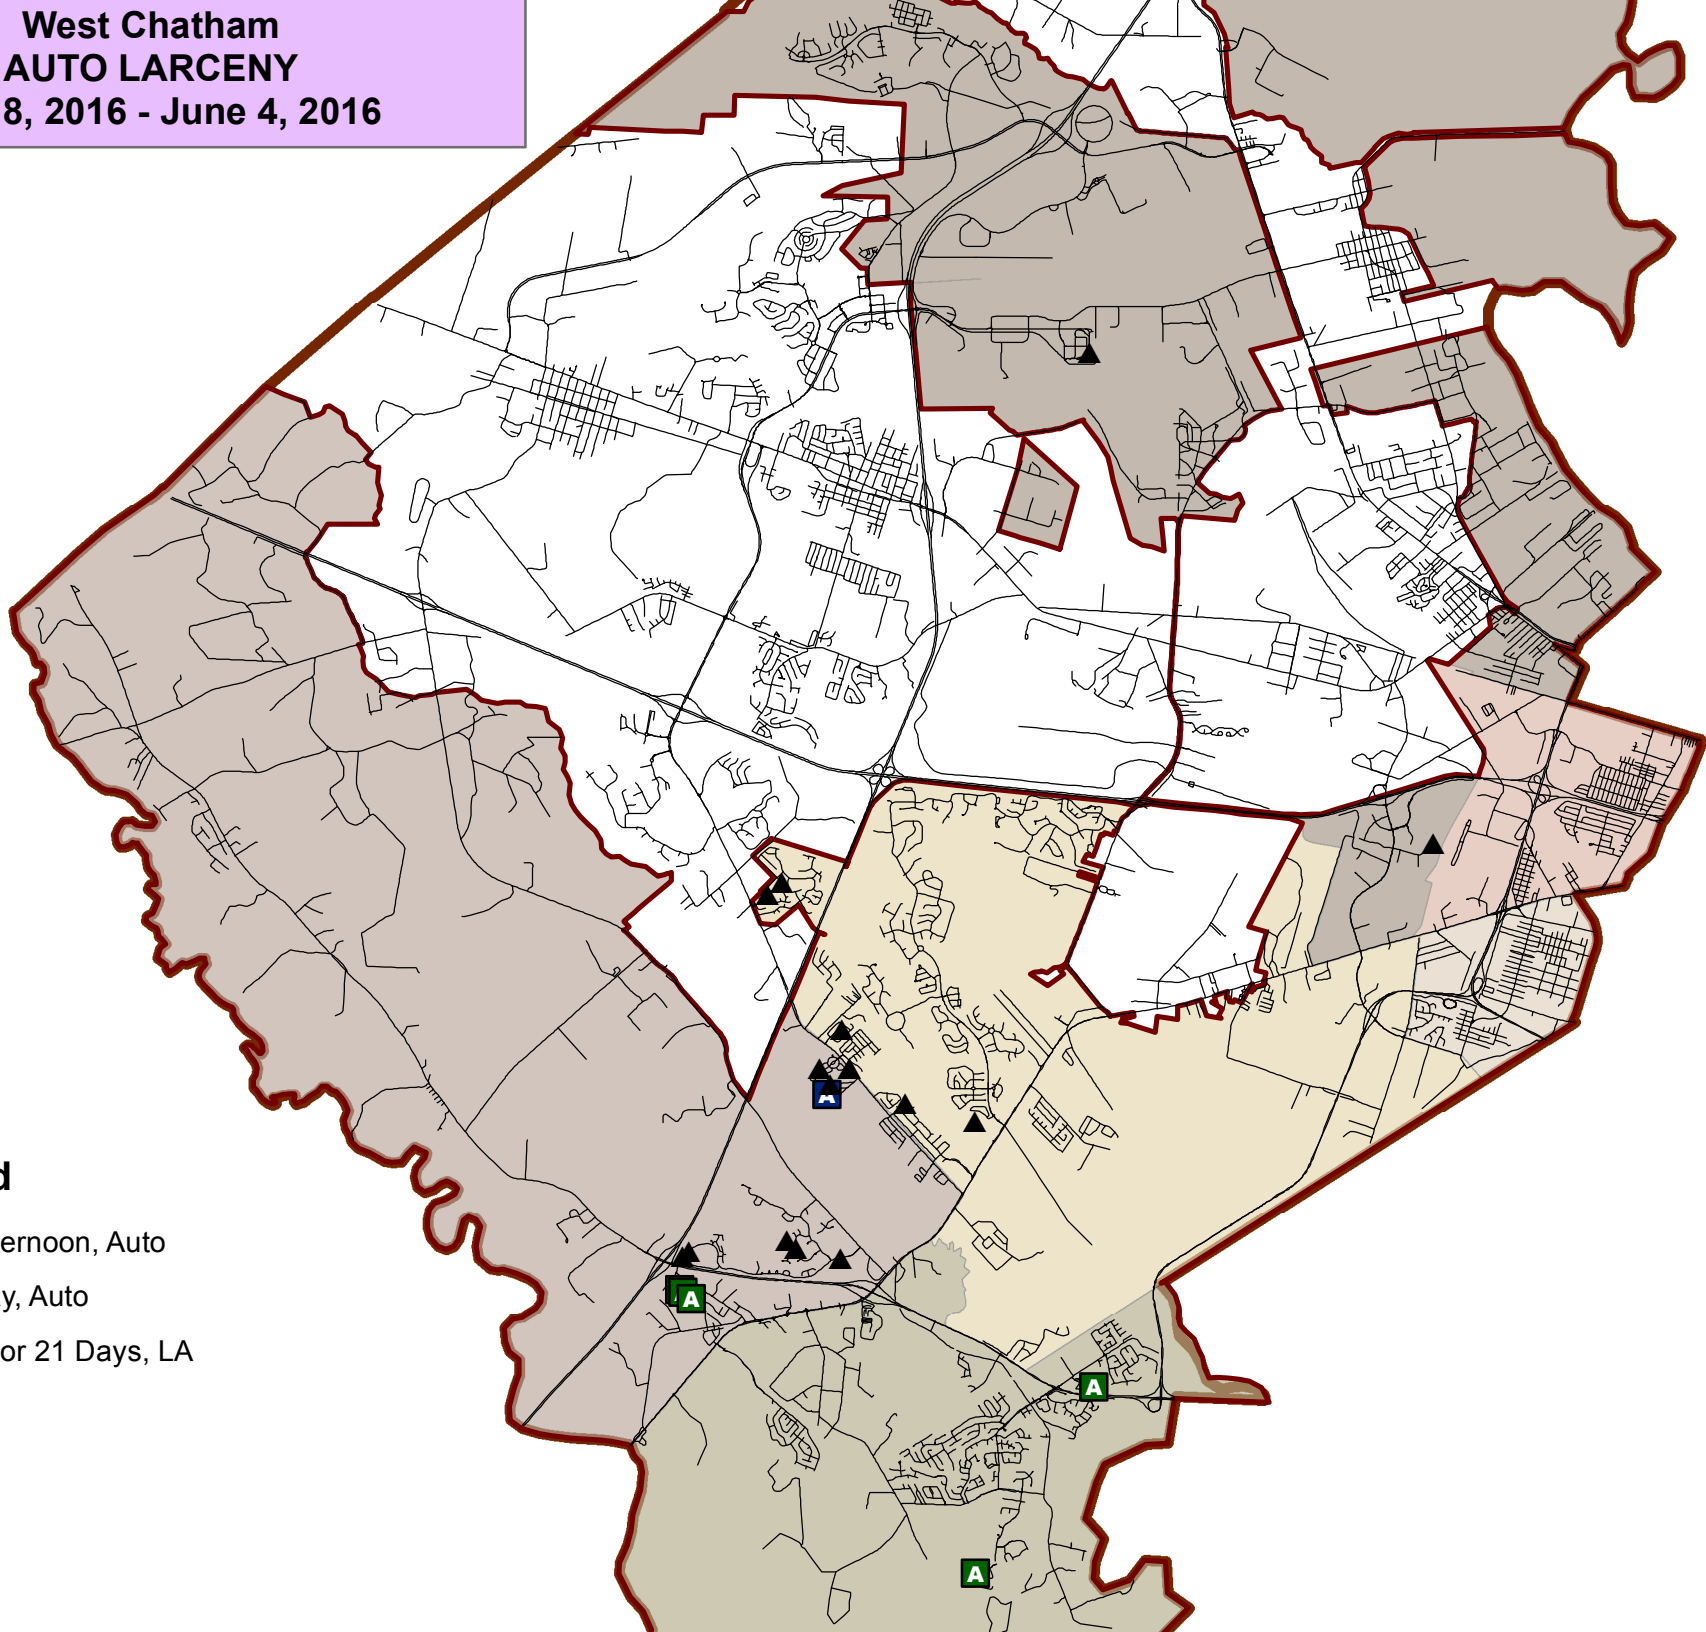 West Chatham
AUTO LARCENY
8, 2016 - June 4, 2016
A
A
A
A
d
ernoon, Auto
y, Auto
or 21 Days, LA